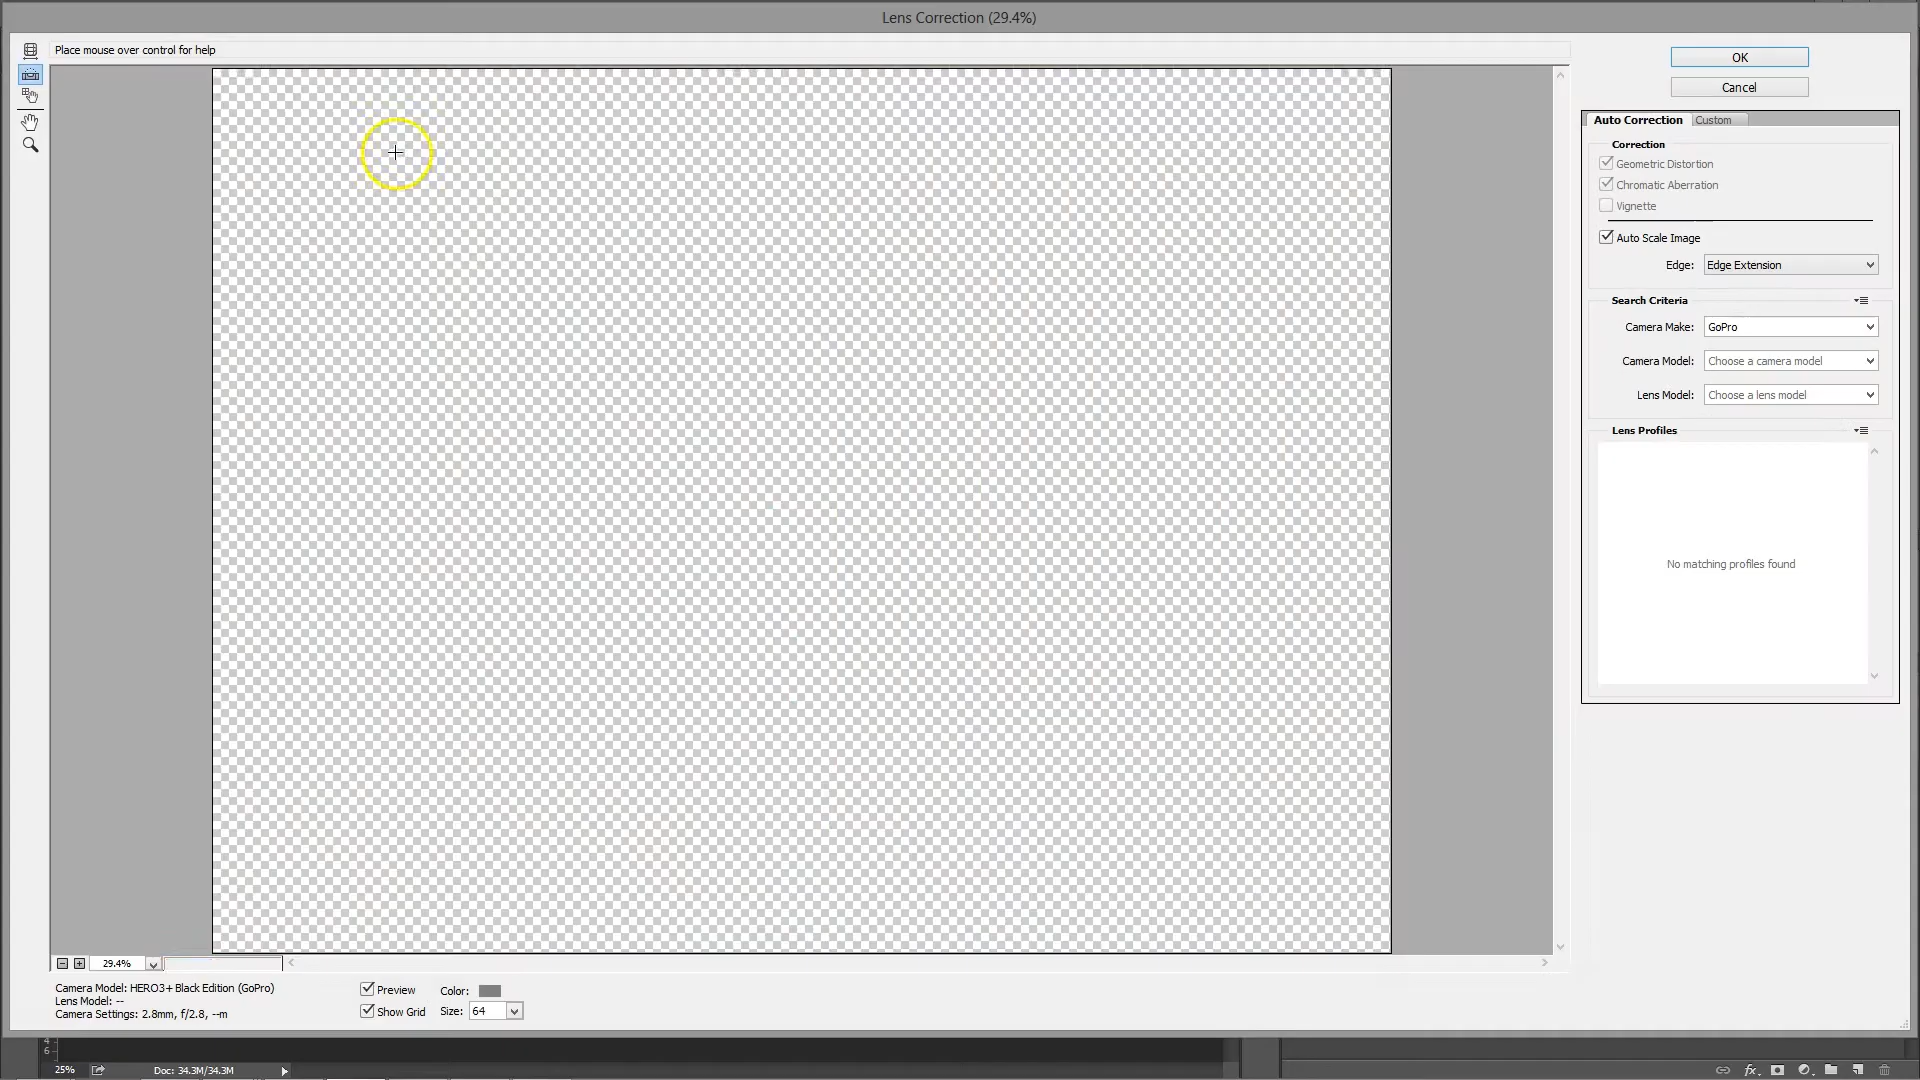 Lens Correction (29.4%)
Place mouse over control for help
OK
Cancel
Auto Correction
Custom
Correction
Geometric Distortion
Chromatic Aberration
Vignette
Auto Scale Image
Edge: Edge Extension
Search Criteria
Camera Make: GoPro
Camera Model: Choose a camera model
Lens Model: Choose a lens model
Lens Profiles
No matching profiles found
29.4%
Camera Model: HERO3+ Black Edition (GoPro)
Lens Model: --
Camera Settings: 2.8mm, f/2.8, --m
Preview
Color:
Show Grid
Size: 64
4
6
25%
Doc: 34.3M/34.3M
fx